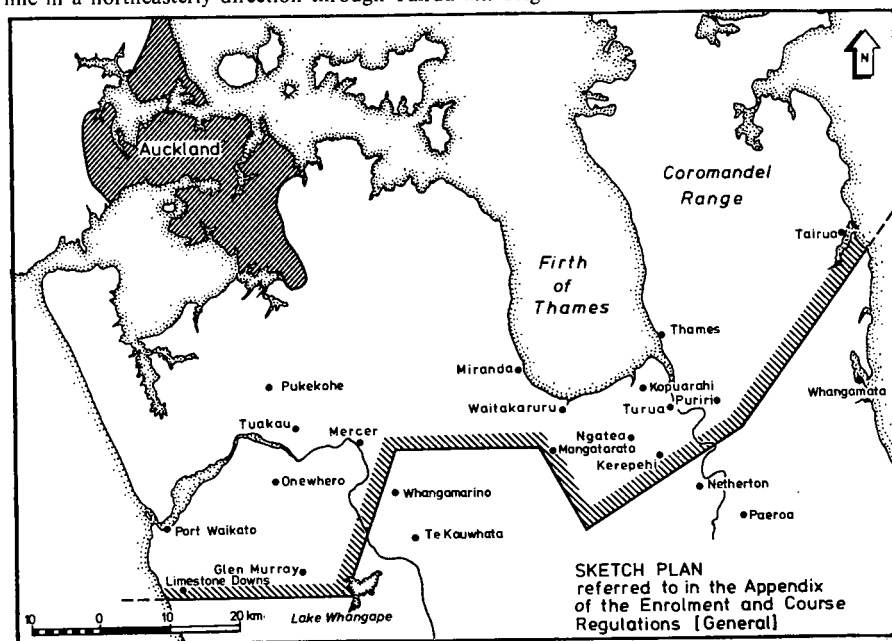 line in a northeasterly direction through Tairua
N
Auckland
Coromandel
Range
Tairua
Firth
of
Thames
Thames
Miranda
Pukekohe
Kopuarahi
Puriri
Whangamata
Waitakaruru
Turua
Tuakau
Mercer
Ngatea
Mangatarato
Kerepehi
Onewhero
Whangamarino
Netherton
Port Waikato
Te Kouwhata
Paeroa
Glen Murray
Limestone Downs
SKETCH PLAN
referred to in the Appendix
of the Enrolment and Course
Regulations [General]
10 0 10 20 km.
Lake Whangape